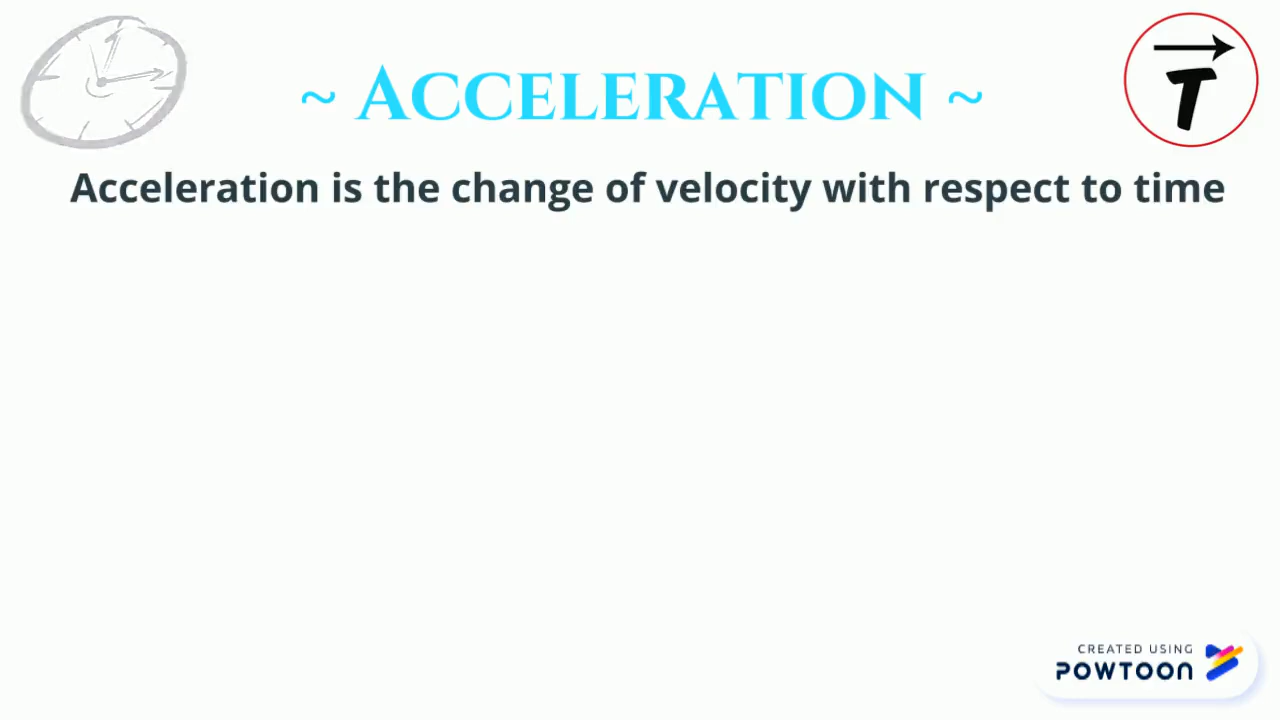 ~ ACCELERATION ~
T
Acceleration is the change of velocity with respect to time
CREATED USING
POWTOON